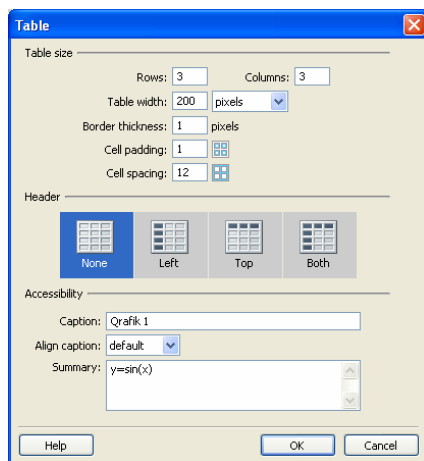 Table
Table size
Rows: 3 Columns: 3
Table width: 200 pixels
Border thickness: 1 pixels
Cell padding: 1
Cell spacing: 12
Header
None Left Top Both
Accessibility
Caption: Qrafik 1
Align caption: default
Summary: y=sin(x)
Help OK Cancel